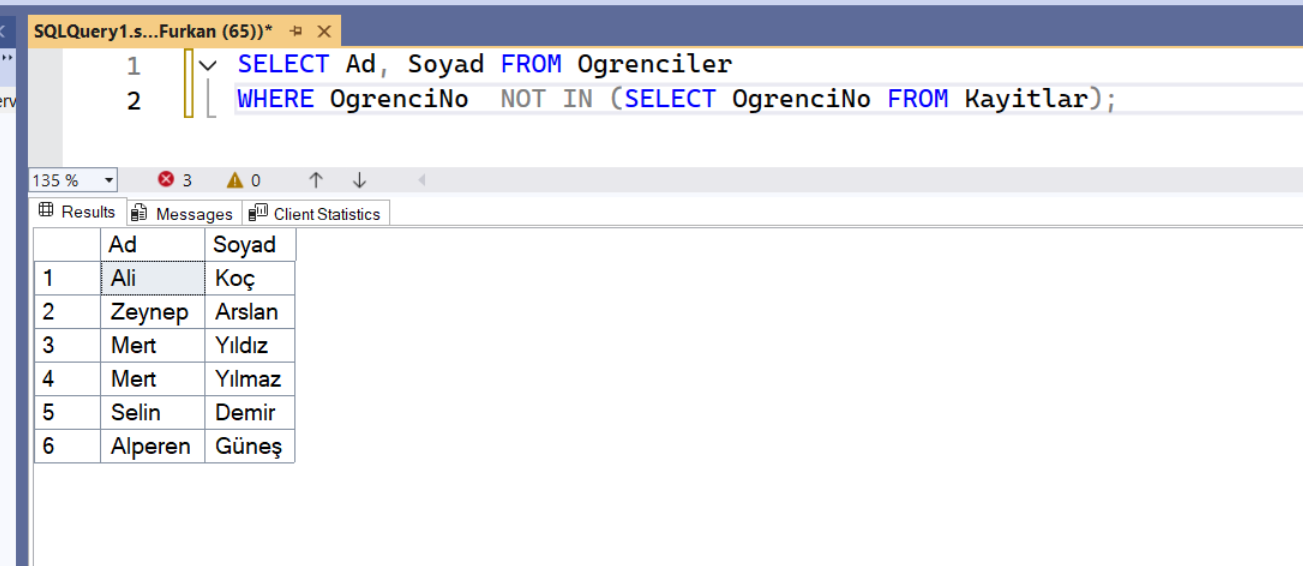 SQLQuery1.s...Furkan (65))*
1 SELECT Ad, Soyad FROM Ogrenciler
2 WHERE OgrenciNo  NOT IN (SELECT OgrenciNo FROM Kayitlar);
135 % 3 0
Results Messages Client Statistics
Ad Soyad
1 Ali Koç
2 Zeynep Arslan
3 Mert Yıldız
4 Mert Yılmaz
5 Selin Demir
6 Alperen Güneş